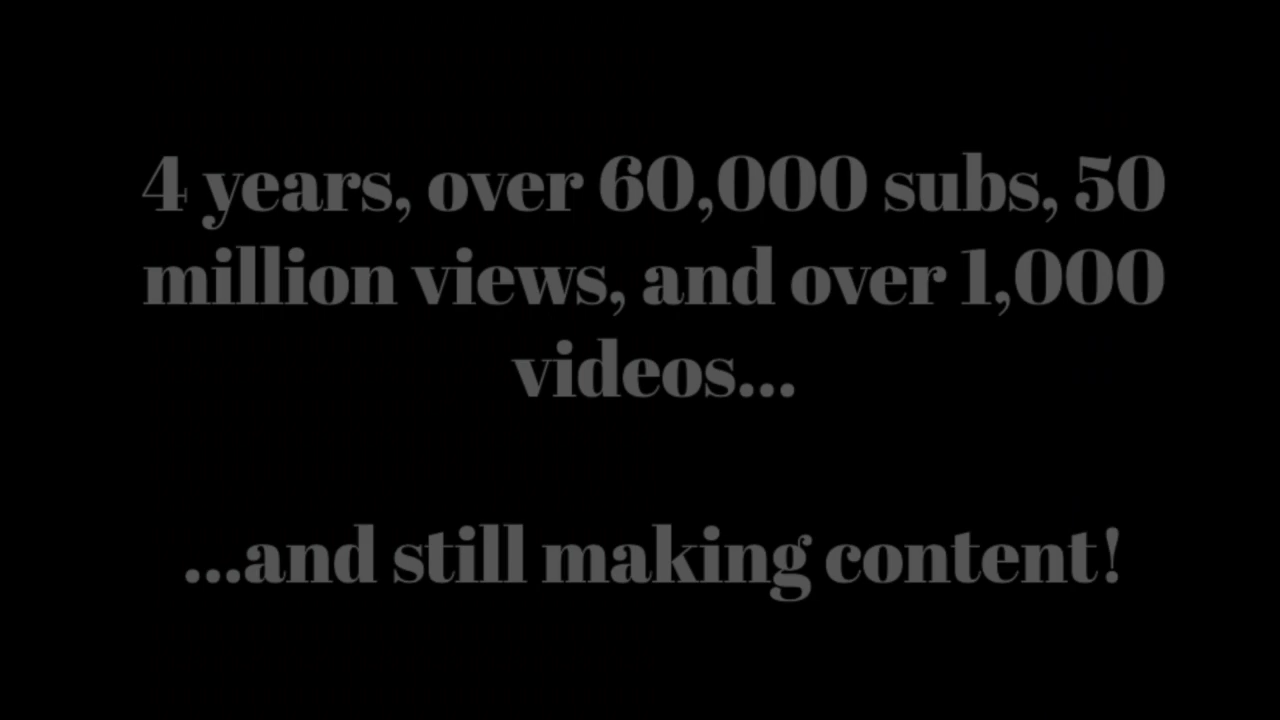 4 years, over 60,000 subs, 50
million views, and over 1,000
videos...
...and still making content!